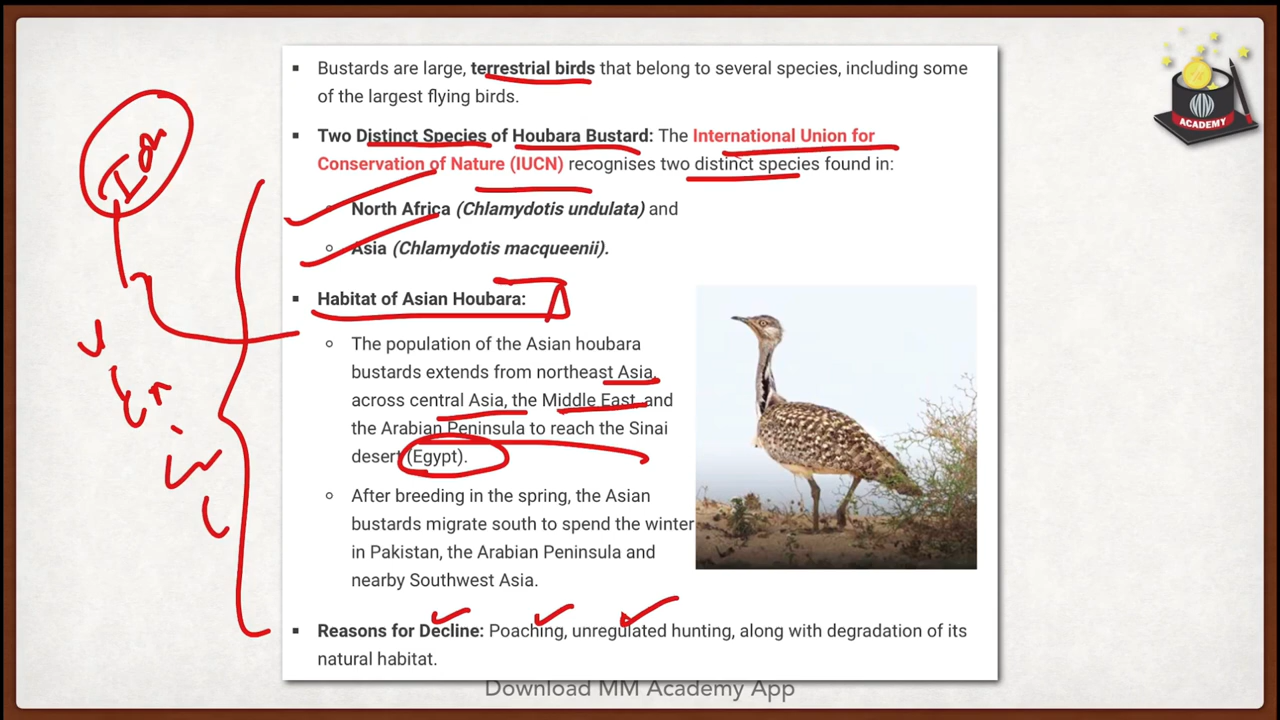 Bustards are large, terrestrial birds that belong to several species, including some
of the largest flying birds.
Two Distinct Species of Houbara Bustard: The International Union for
Conservation of Nature (IUCN) recognises two distinct species found in:
North Africa (Chlamydotis undulata) and
Asia (Chlamydotis macqueenii).
Habitat of Asian Houbara:
The population of the Asian houbara
bustards extends from northeast Asia,
across central Asia, the Middle East and
the Arabian Peninsula to reach the Sinai
desert (Egypt).
After breeding in the spring, the Asian
bustards migrate south to spend the winter
in Pakistan, the Arabian Peninsula and
nearby Southwest Asia.
Reasons for Decline: Poaching, unregulated hunting, along with degradation of its
natural habitat.
ACADEMY
Download MM Academy App